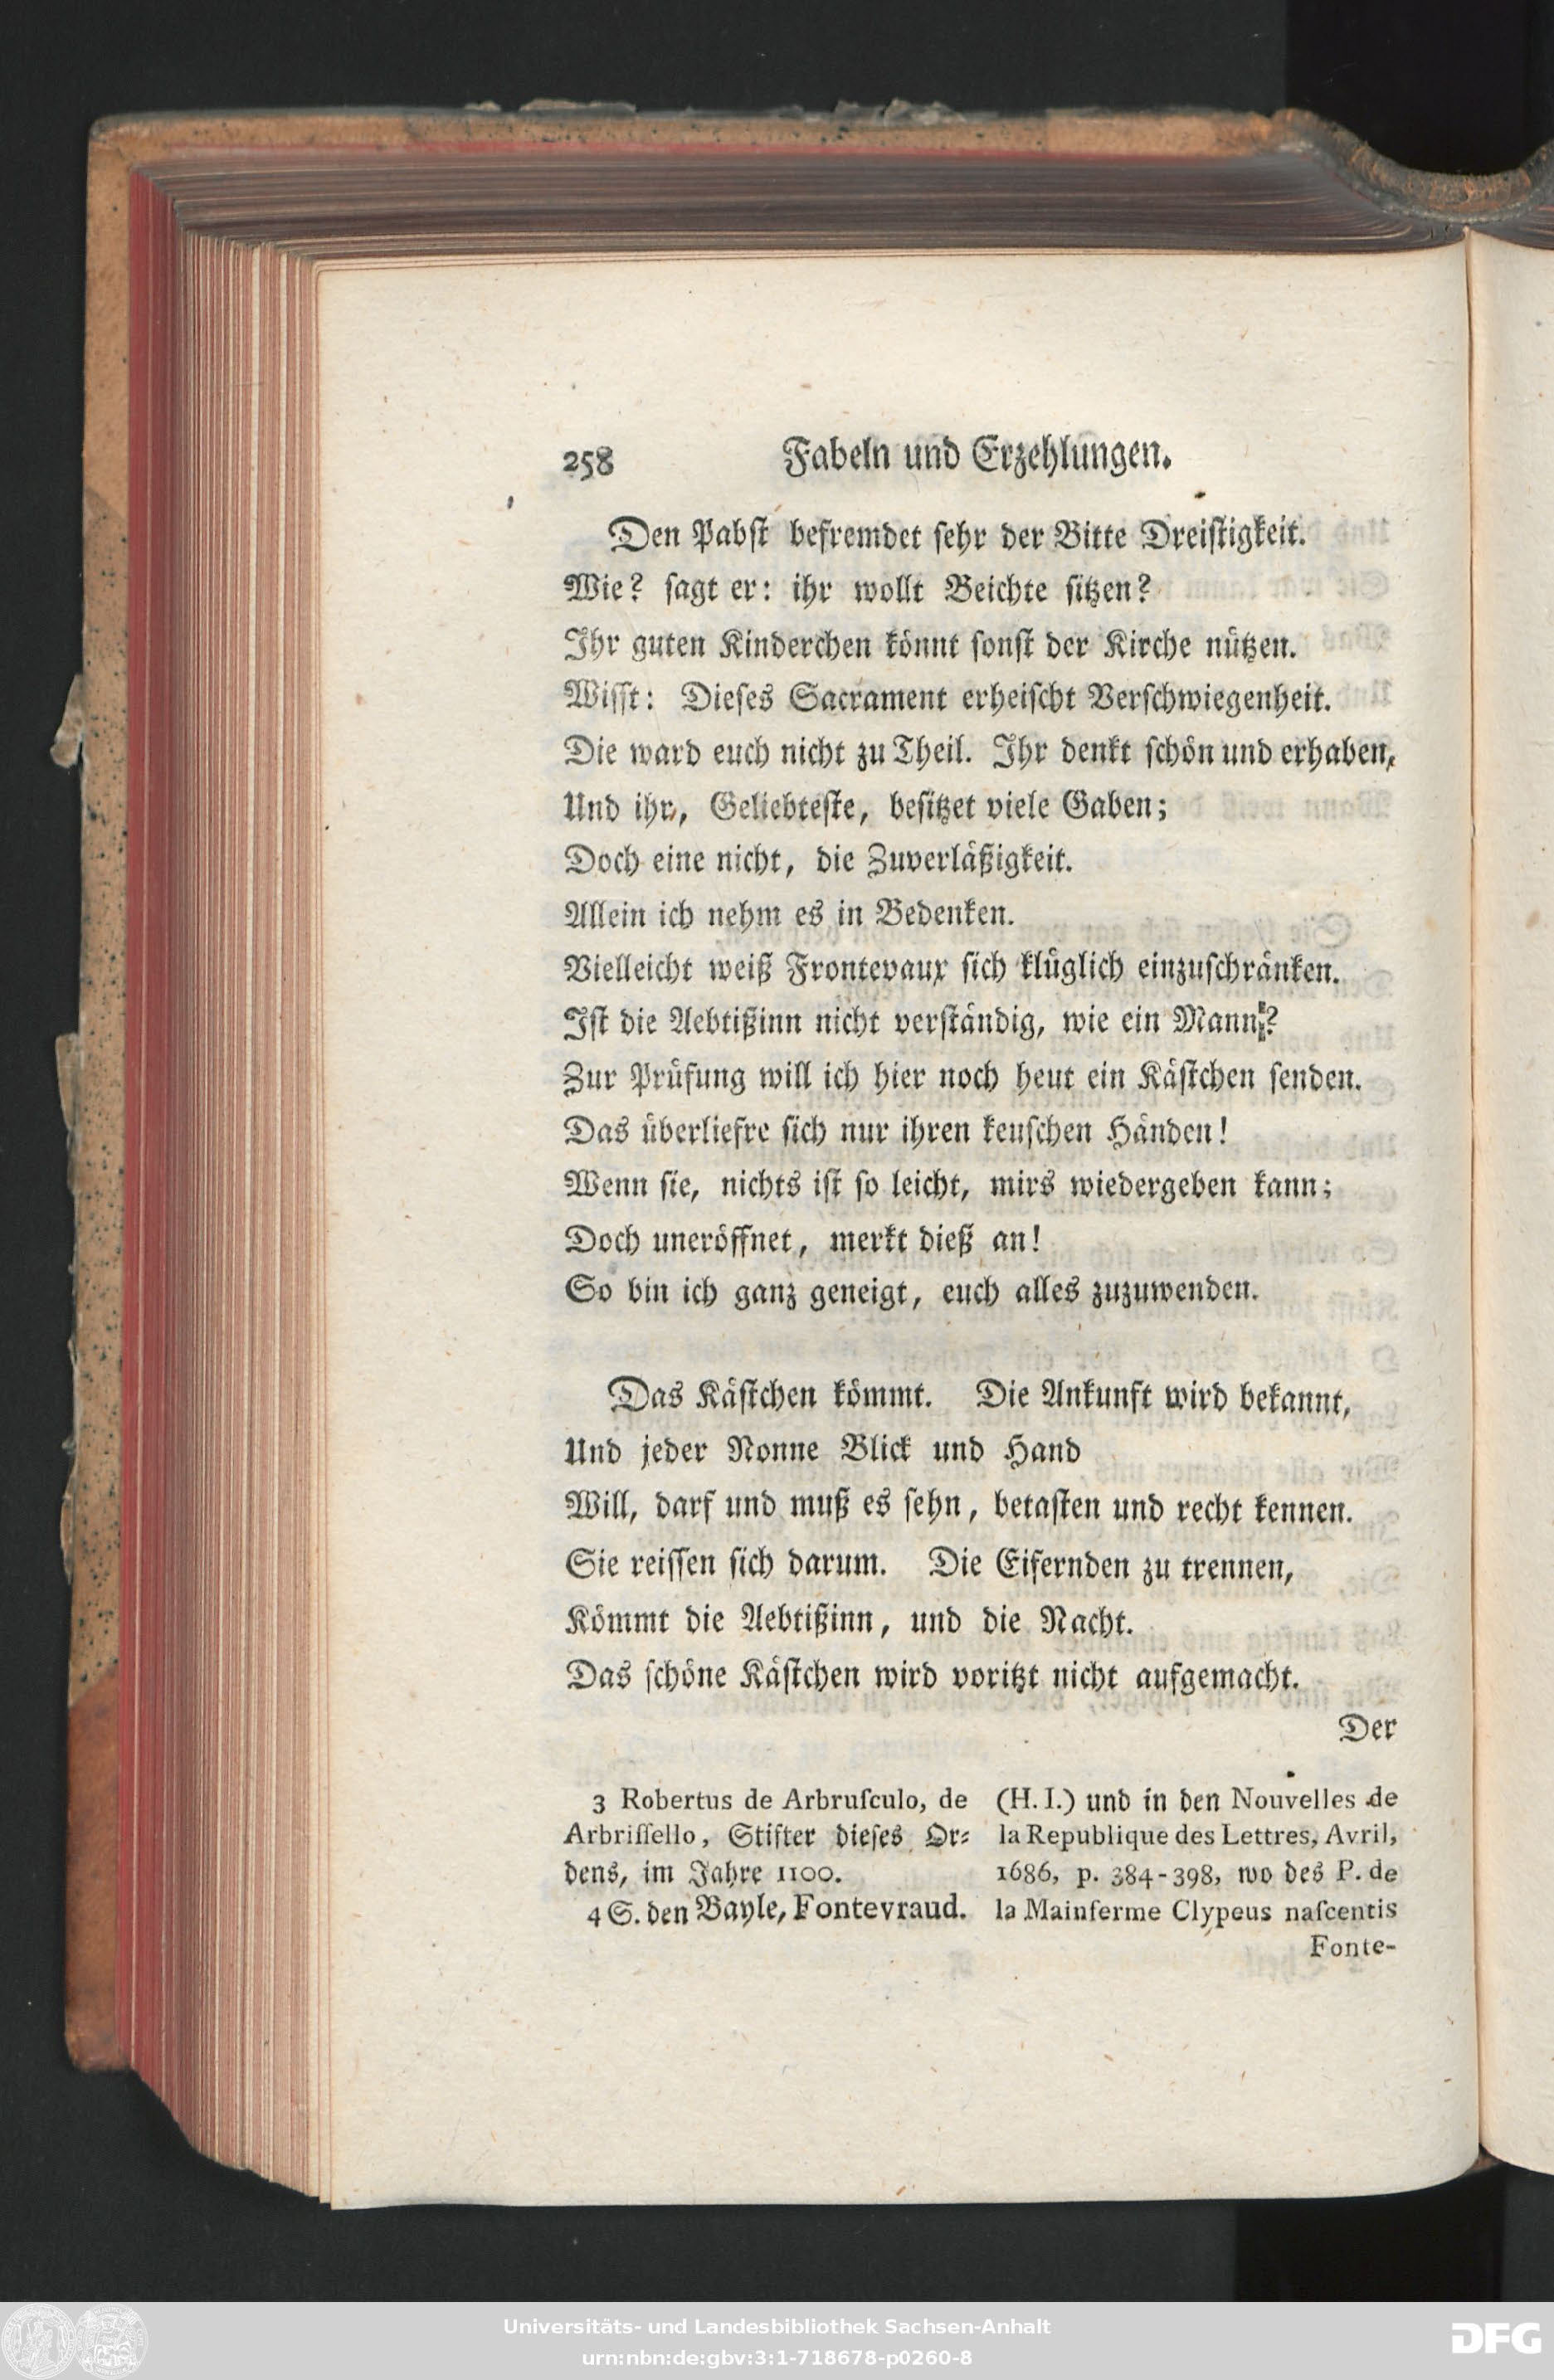 258 Fabeln und Erzehlungen.
Den Pabſt befremdet ſehr der Bitte Dreiſtigkeit.
Wie? ſagt er: ihr wollt Beichte ſitzen?
Ihr guten Kinderchen könnt ſonſt der Kirche nützen.
Wiſſt: Dieſes Sacrament erheiſcht Verſchwiegenheit.
Die ward euch nicht zu Theil. Ihr denkt ſchön und erhaben,
Und ihr, Geliebteſte, beſitzet viele Gaben;
Doch eine nicht, die Zuverläßigkeit.
Allein ich nehm es in Bedenken.
Vielleicht weiß Frontevaux ſich klüglich einzuſchränken.
Iſt die Aebtißinn nicht verſtändig, wie ein Mann?
Zur Prüfung will ich hier noch heut ein Käſtchen ſenden.
Das überliefre ſich nur ihren keuſchen Händen!
Wenn ſie, nichts iſt ſo leicht, mirs wiedergeben kann;
Doch uneröffnet, merkt dieß an!
So bin ich ganz geneigt, euch alles zuzuwenden.
Das Käſtchen kömmt. Die Ankunft wird bekannt,
Und jeder Nonne Blick und Hand
Will, darf und muß es ſehn, betaſten und recht kennen.
Sie reiſſen ſich darum. Die Eifernden zu trennen,
Kömmt die Aebtißinn, und die Nacht.
Das ſchöne Käſtchen wird voritzt nicht aufgemacht.
Der
3 Robertus de Arbruſculo, de
Arbriſſello, Stifter dieſes Or⸗
dens, im Jahre 1100.
4 S. den Bayle, Fontevraud.
(H. I.) und in den Nouvelles de
la Republique des Lettres, Avril,
1686, p. 384-398, wo des P. de
la Mainferme Clypeus naſcentis
Fonte-
Universitäts- und Landesbibliothek Sachsen-Anhalt
urn:nbn:de:gbv:3:1-718678-p0260-8
DFG